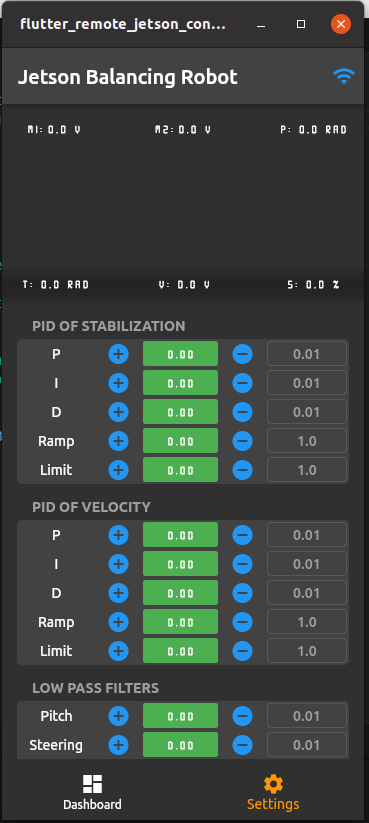 flutter_remote_jetson_con...
Jetson Balancing Robot
M1: 0.0 V M2: 0.0 V P: 0.0 RAD
T: 0.0 RAD V: 0.0 V S: 0.0 %
PID OF STABILIZATION
P 0.00 0.01
I 0.00 0.01
D 0.00 0.01
Ramp 0.00 1.0
Limit 0.00 1.0
PID OF VELOCITY
P 0.00 0.01
I 0.00 0.01
D 0.00 0.01
Ramp 0.00 1.0
Limit 0.00 1.0
LOW PASS FILTERS
Pitch 0.00 0.01
Steering 0.00 0.01
Dashboard Settings